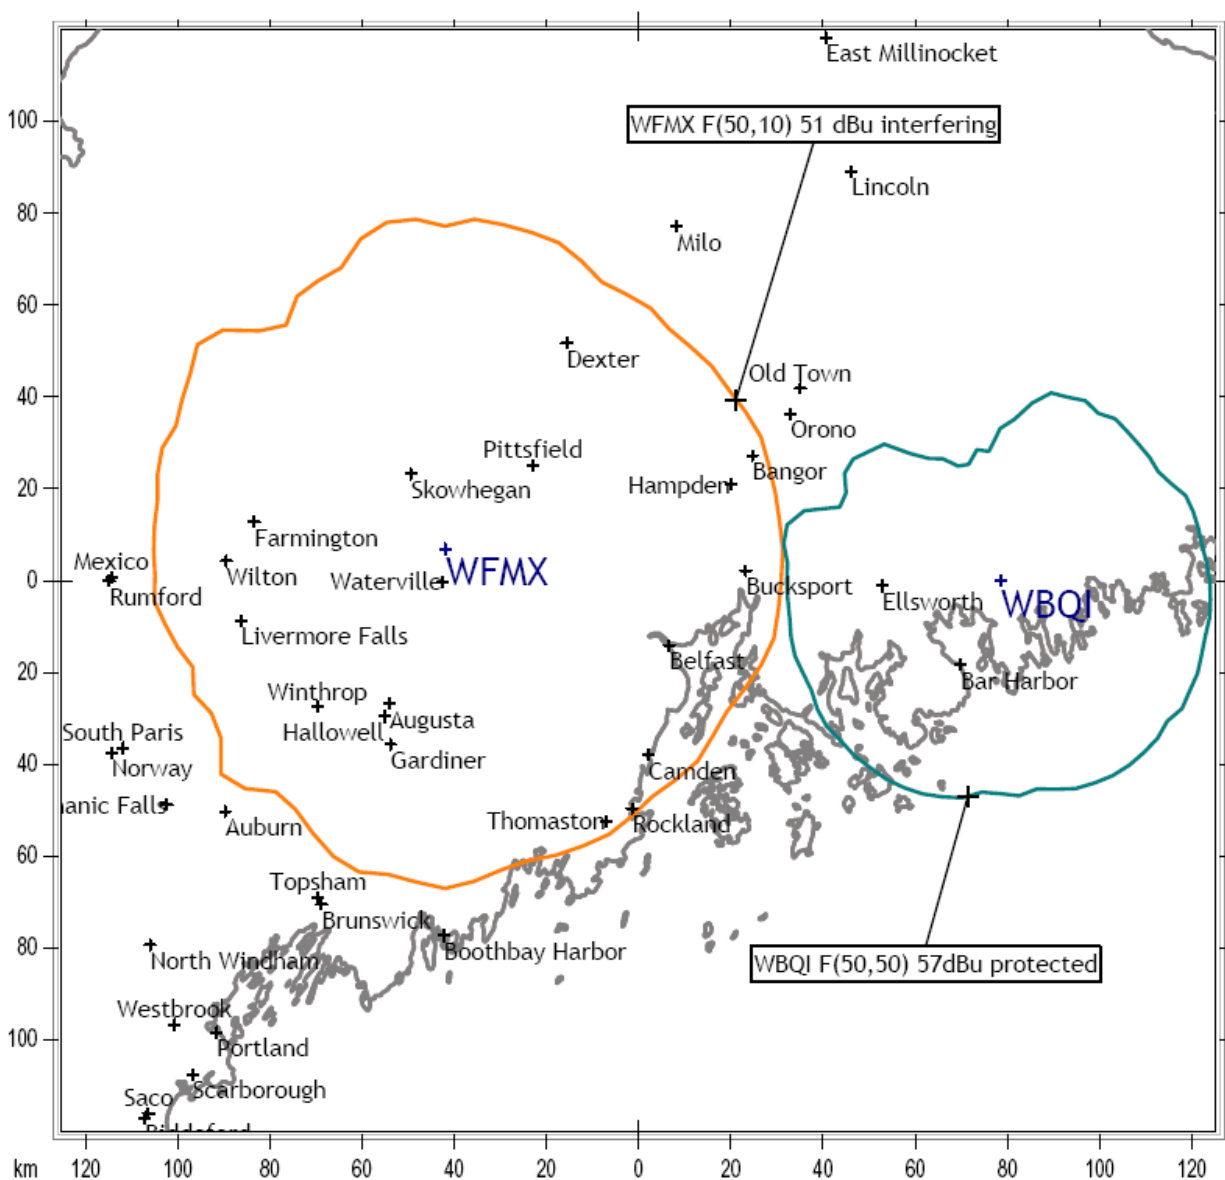 East Millinocket
100
WFMX F(50,10) 51 dBu interfering
Lincoln
80
Milo
60
Dexter
Old Town
40
Orono
Pittsfield
Bangor
20
Skowhegan
Hampden
Farmington
Mexico
Wilton
WFMX
0
Waterville
Bucksport
Rumford
Ellsworth
WBQI
Livermore Falls
Belfast
20
Bar Harbor
Winthrop
Augusta
South Paris
Hallowell
Norway
Gardiner
40
Camden
anic Falls
Auburn
Thomaston
Rockland
60
Topsham
Brunswick
80
North Windham
Boothbay Harbor
WBQI F(50,50) 57dBu protected
Westbrook
100
Portland
Scarborough
Saco
km 120 100 80 60 40 20 0 20 40 60 80 100 120